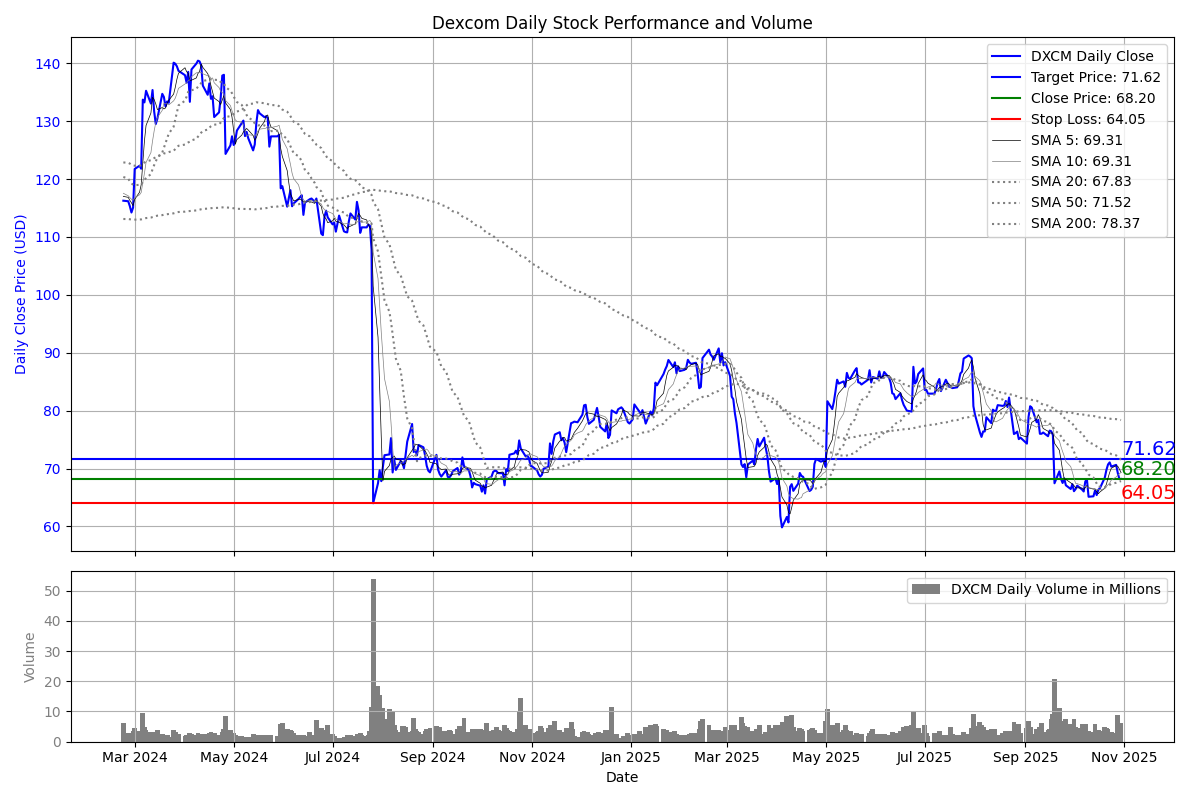 Dexcom Daily Stock Performance and Volume
Daily Close Price (USD)
140
130
120
110
100
90
80
70
60
DXCM Daily Close
Target Price: 71.62
Close Price: 68.20
Stop Loss: 64.05
SMA 5: 69.31
SMA 10: 69.31
SMA 20: 67.83
SMA 50: 71.52
SMA 200: 78.37
71.62
68.20
64.05
Volume
50
40
30
20
10
0
DXCM Daily Volume in Millions
Mar 2024 May 2024 Jul 2024 Sep 2024 Nov 2024 Jan 2025 Mar 2025 May 2025 Jul 2025 Sep 2025 Nov 2025
Date